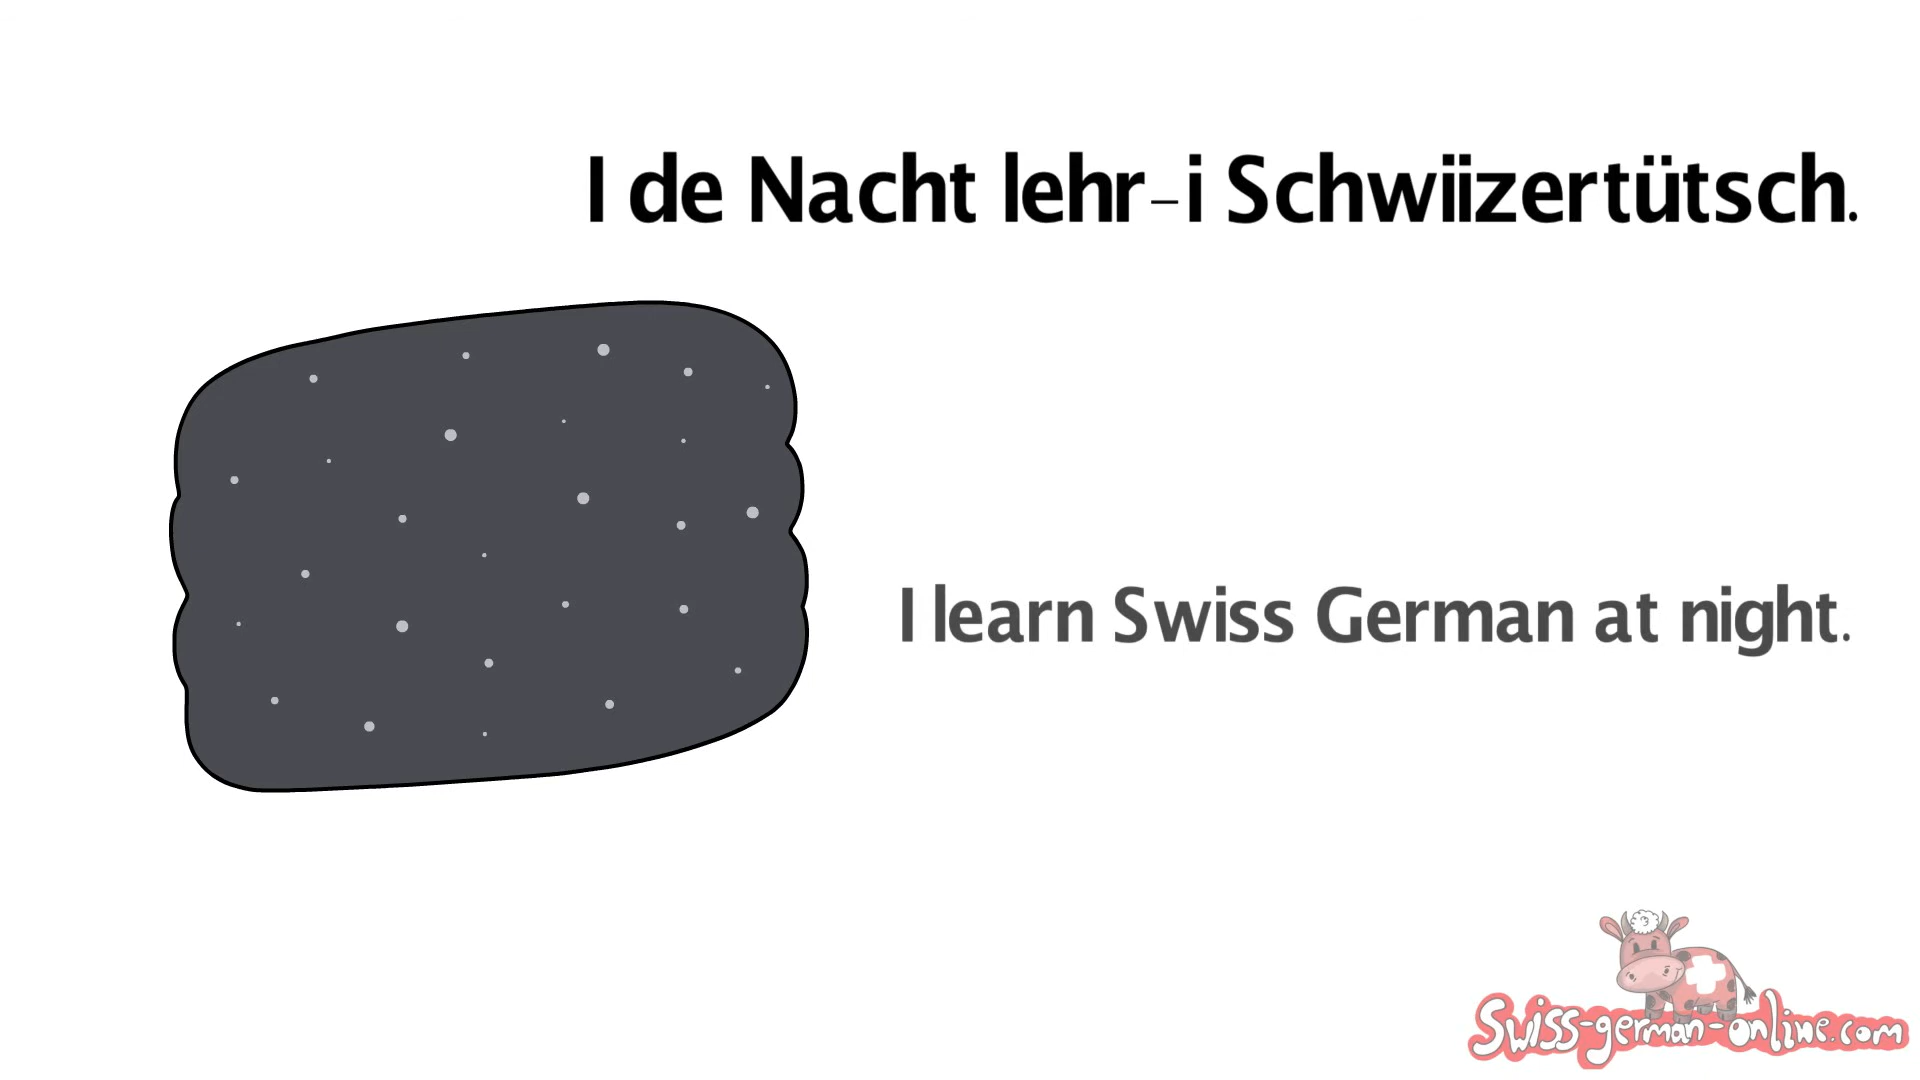 I de Nacht lehr-i Schwiizertütsch.
I learn Swiss German at night.
Swiss-german-online.com